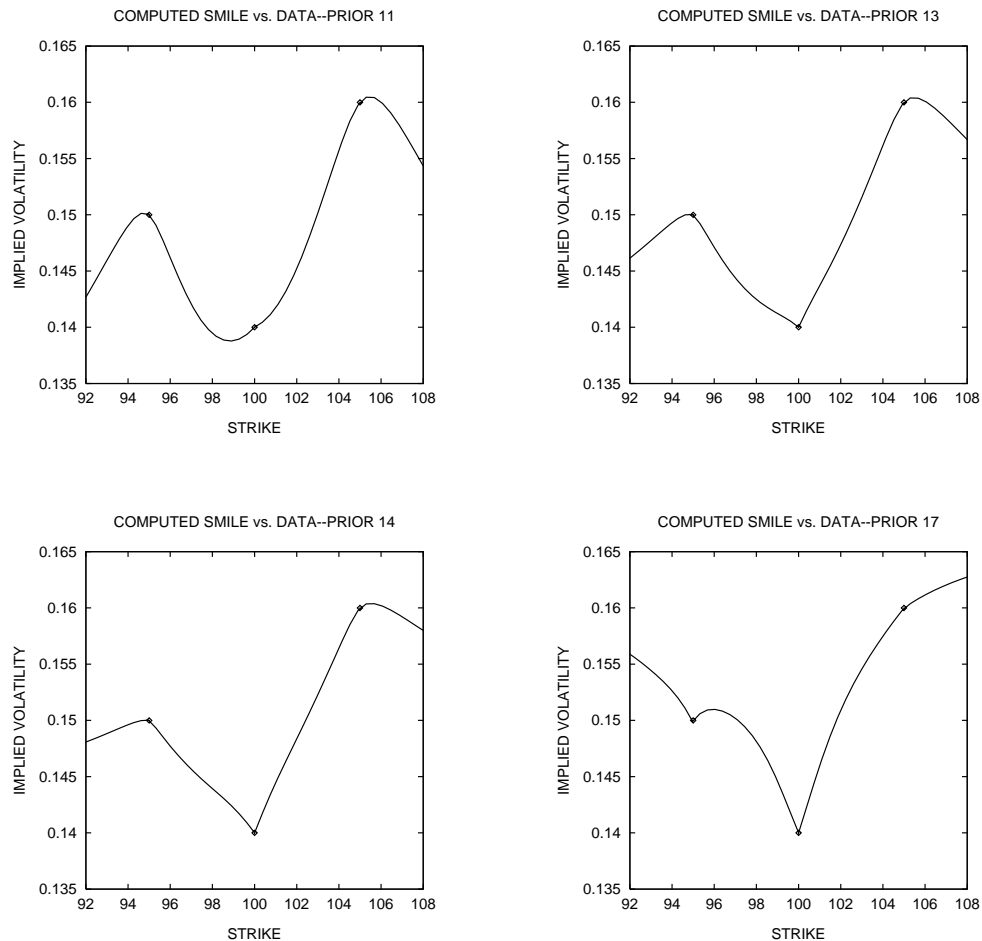 COMPUTED SMILE vs. DATA--PRIOR 11
0.165
0.16
0.155
0.15
0.145
0.14
0.135
IMPLIED VOLATILITY
92 94 96 98 100 102 104 106 108
STRIKE
COMPUTED SMILE vs. DATA--PRIOR 13
0.165
0.16
0.155
0.15
0.145
0.14
0.135
IMPLIED VOLATILITY
92 94 96 98 100 102 104 106 108
STRIKE
COMPUTED SMILE vs. DATA--PRIOR 14
0.165
0.16
0.155
0.15
0.145
0.14
0.135
IMPLIED VOLATILITY
92 94 96 98 100 102 104 106 108
STRIKE
COMPUTED SMILE vs. DATA--PRIOR 17
0.165
0.16
0.155
0.15
0.145
0.14
0.135
IMPLIED VOLATILITY
92 94 96 98 100 102 104 106 108
STRIKE